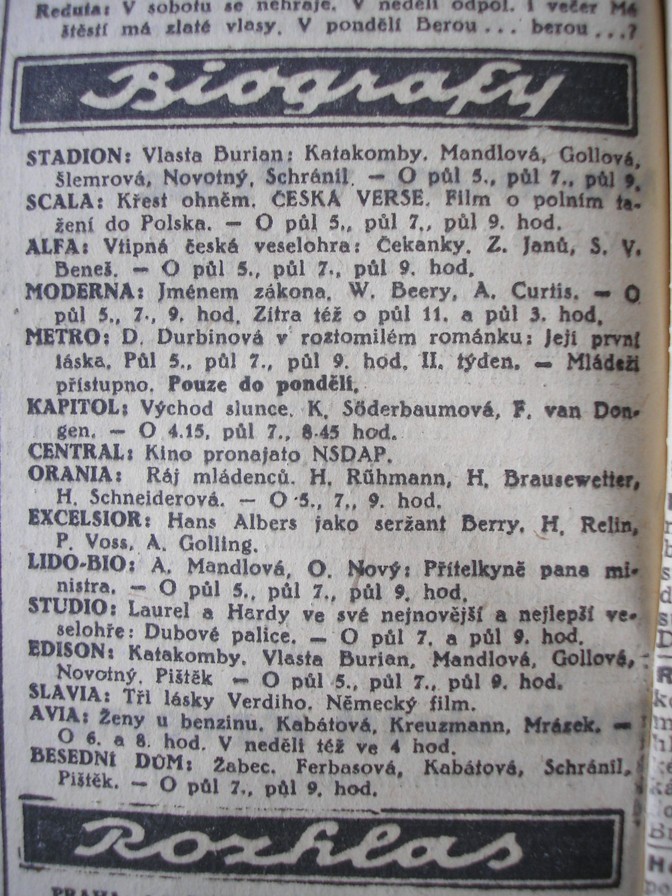 Reduta: V sobotu se nehraje. V neděli odpol. i večer Má
štěstí má zlaté vlasy. V pondělí Berou... berou...?
Biografy
STADION: Vlasta Burian: Katakomby. Mandlová, Gollová,
Šlemrová, Novotný, Schránil. — O půl 5., půl 7., půl 9.
SCALA: Křest ohněm. ČESKA VERSE. Film o polním ta-
žení do Polska. — O půl 5., půl 7., půl 9. hod.
ALFA: Vtipná česká veselohra: Čekanky. Z. Janů, S. V.
Beneš. — O půl 5., půl 7., půl 9. hod.
MODERNA: Jménem zákona. W. Beery, A. Curtis. — O
půl 5., 7., 9. hod. Zítra též o půl 11. a půl 3. hod.
METRO: D. Durbinová v roztomilém románku: Její první
láska. Půl 5., půl 7., půl 9. hod. II. týden. — Mládeži
přístupno. Pouze do pondělí.
KAPITOL: Východ slunce. K. Söderbaumová, F. van Don-
gen. — O 4.15, půl 7., 8.45 hod.
CENTRAL: Kino pronajato NSDAP.
ORANIA: Ráj mládenců. H. Rühmann, H. Brausewetter,
H. Schneiderová. — O 5., 7., 9. hod.
EXCELSIOR: Hans Albers jako seržant Berry. H. Relin,
P. Voss, A. Golling.
LIDO-BIO: A. Mandlová, O. Nový: Přítelkyně pana mi-
nistra. — O půl 5., půl 7., půl 9. hod.
STUDIO: Laurel a Hardy ve své nejnovější a nejlepší ve-
selohře: Dubové palice. — O půl 7. a půl 9. hod.
EDISON: Katakomby. Vlasta Burian, Mandlová, Gollová,
Novotný, Pištěk — O půl 5., půl 7., půl 9. hod.
SLAVIA: Tři lásky Verdiho. Německý film.
AVIA: Ženy u benzinu. Kabátová, Kreuzmann, Mrázek. —
O 6. a 8. hod. V neděli též ve 4 hod.
BESEDNÍ DŮM: Žabec. Ferbasová, Kabátová, Schránil,
Pištěk. — O půl 7., půl 9. hod.
Rozhlas